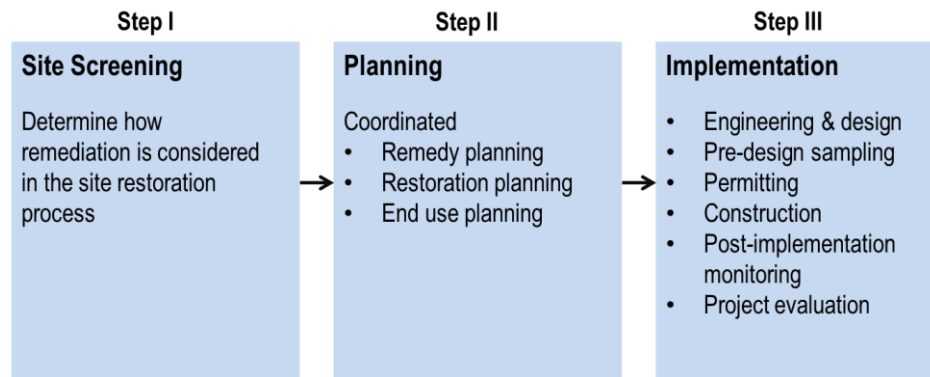 Step I
Site Screening
Determine how
remediation is considered
in the site restoration
process
Step II
Planning
Coordinated
• Remedy planning
• Restoration planning
• End use planning
Step III
Implementation
• Engineering & design
• Pre-design sampling
• Permitting
• Construction
• Post-implementation
monitoring
• Project evaluation